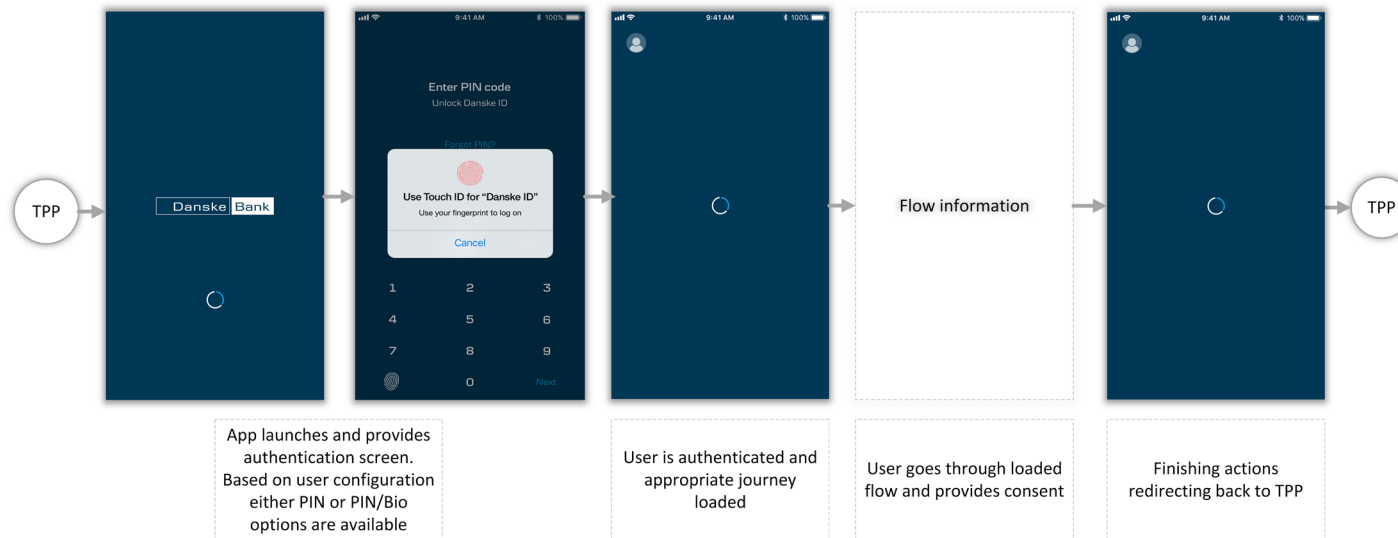 9:41 AM
100%
9:41 AM
100%
9:41 AM
100%
Enter PIN code
Unlock Danske ID
Forgot PIN?
Use Touch ID for “Danske ID”
Use your fingerprint to log on
Cancel
TPP
Danske Bank
Flow information
TPP
1 2 3
4 5 6
7 8 9
0 Next
App launches and provides
authentication screen.
Based on user configuration
either PIN or PIN/Bio
options are available
User is authenticated and
appropriate journey
loaded
User goes through loaded
flow and provides consent
Finishing actions
redirecting back to TPP